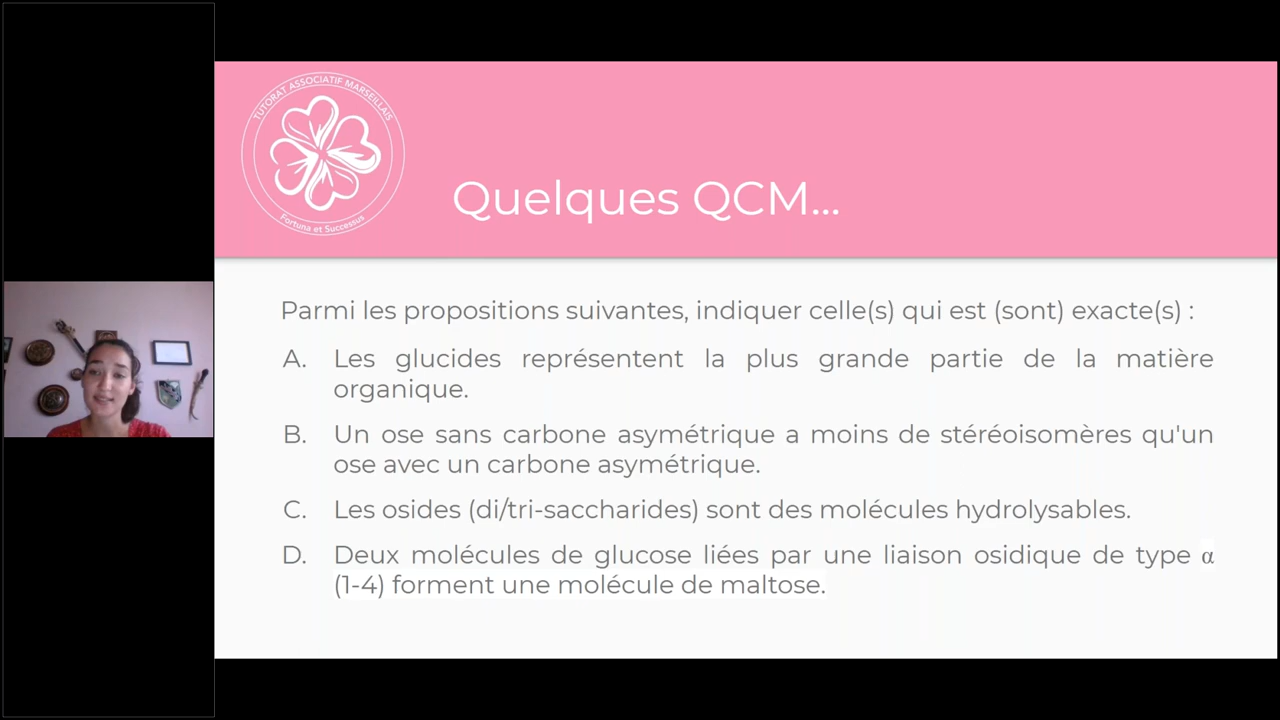 TUTORAT ASSOCIATIF MARSEILLAIS
Fortuna et Successus
Quelques QCM...
Parmi les propositions suivantes, indiquer celle(s) qui est (sont) exacte(s) :
A. Les glucides représentent la plus grande partie de la matière
organique.
B. Un ose sans carbone asymétrique a moins de stéréoisomères qu'un
ose avec un carbone asymétrique.
C. Les osides (di/tri-saccharides) sont des molécules hydrolysables.
D. Deux molécules de glucose liées par une liaison osidique de type α
(1-4) forment une molécule de maltose.